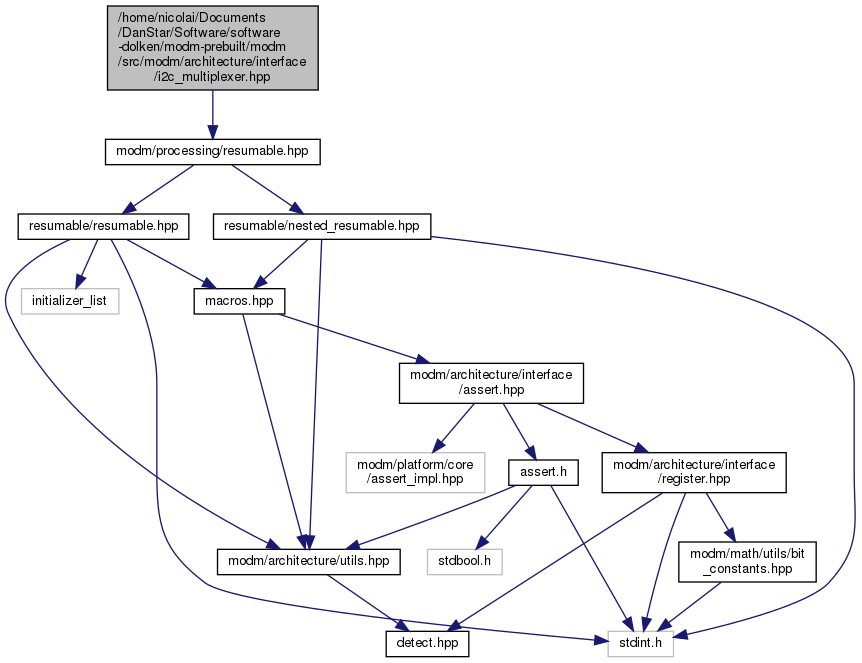 /home/nicolai/Documents
/DanStar/Software/software
-dolken/modm-prebuilt/modm
/src/modm/architecture/interface
/i2c_multiplexer.hpp
modm/processing/resumable.hpp
resumable/resumable.hpp
resumable/nested_resumable.hpp
initializer_list
macros.hpp
modm/architecture/interface
/assert.hpp
modm/platform/core
/assert_impl.hpp
assert.h
modm/architecture/interface
/register.hpp
modm/architecture/utils.hpp
stdbool.h
modm/math/utils/bit
_constants.hpp
detect.hpp
stdint.h